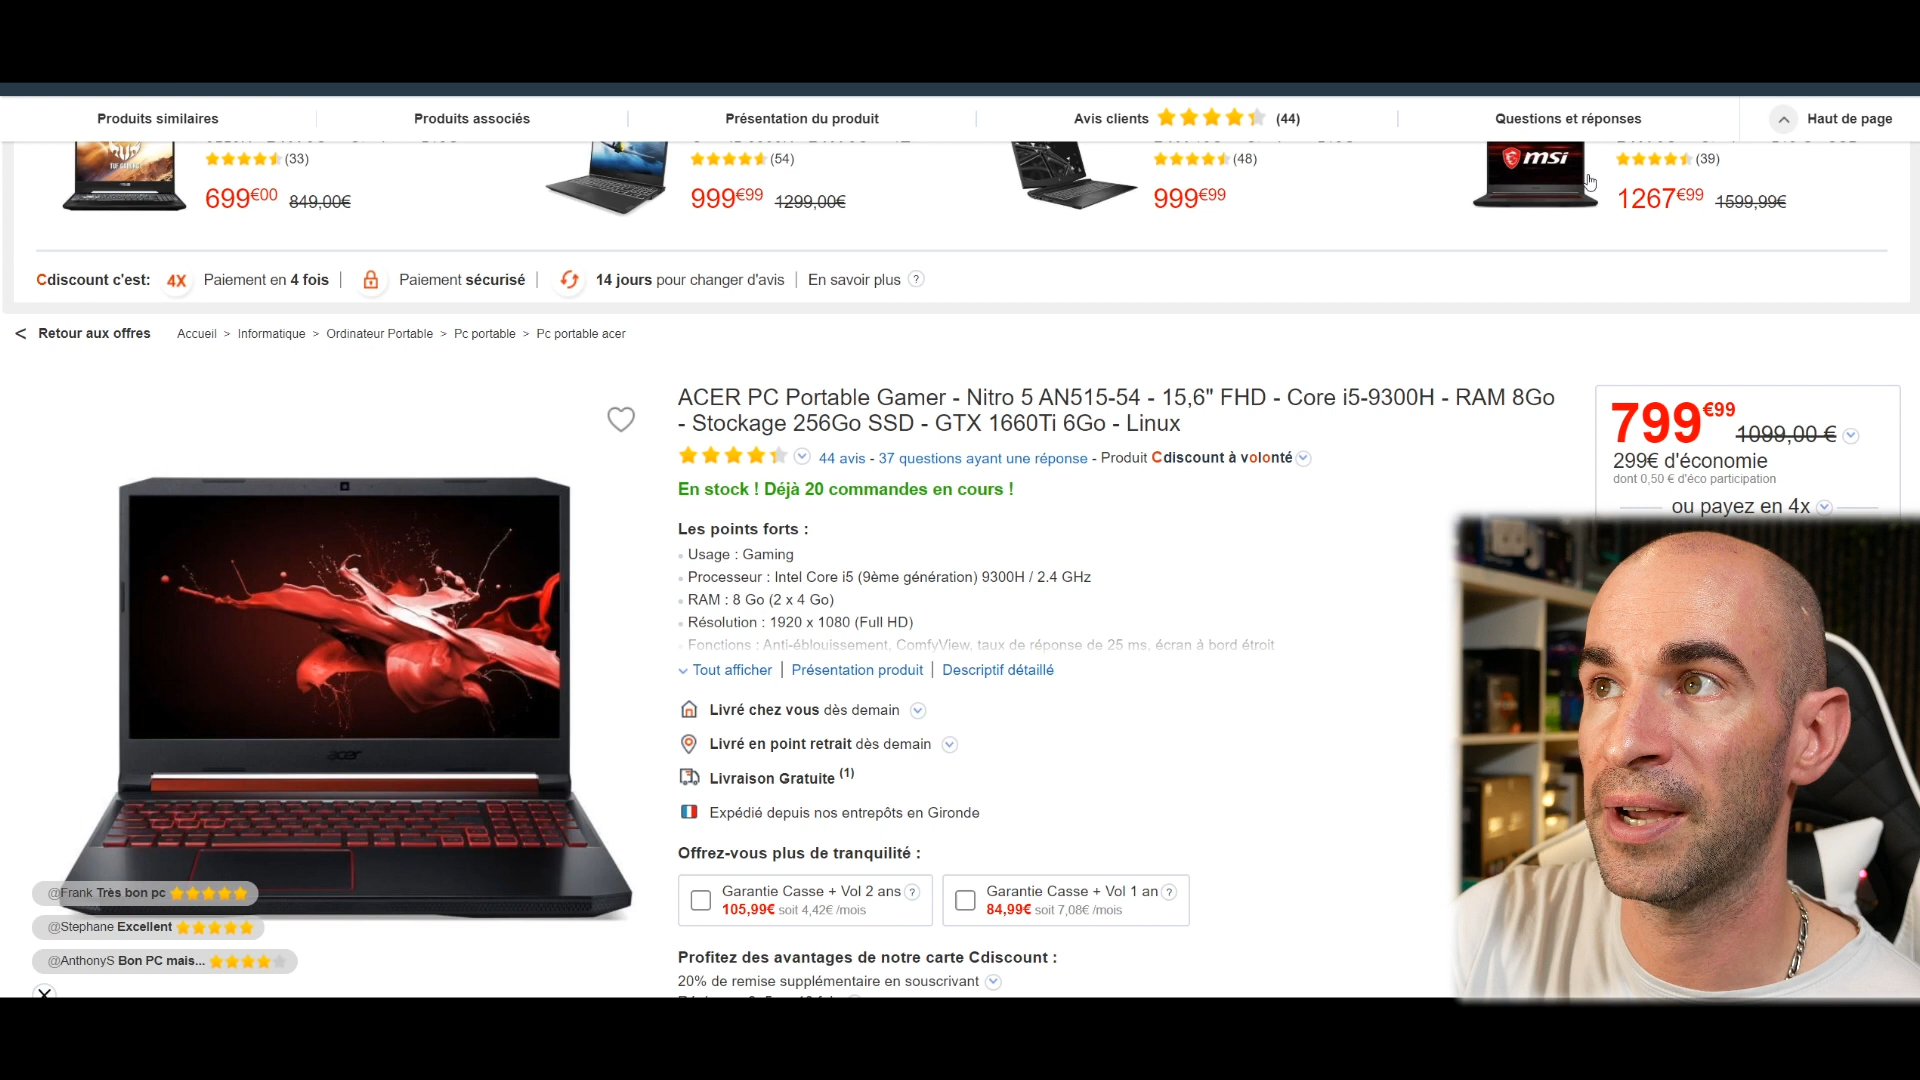 Produits similaires
Produits associés
Présentation du produit
Avis clients (44)
Questions et réponses
Haut de page
(33)
699€00 849,00€
(54)
999€99 1299,00€
(48)
999€99
msi
(39)
1267€99 1599,99€
Cdiscount c'est: 4X Paiement en 4 fois | Paiement sécurisé | 14 jours pour changer d'avis | En savoir plus ?
< Retour aux offres
Accueil > Informatique > Ordinateur Portable > Pc portable > Pc portable acer
ACER PC Portable Gamer - Nitro 5 AN515-54 - 15,6" FHD - Core i5-9300H - RAM 8Go
- Stockage 256Go SSD - GTX 1660Ti 6Go - Linux
44 avis - 37 questions ayant une réponse - Produit Cdiscount à volonté
En stock ! Déjà 20 commandes en cours !
799€99 1099,00 €
299€ d'économie
dont 0,50 € d'éco participation
ou payez en 4x
Les points forts :
Usage : Gaming
Processeur : Intel Core i5 (9ème génération) 9300H / 2.4 GHz
RAM : 8 Go (2 x 4 Go)
Résolution : 1920 x 1080 (Full HD)
Fonctions : Anti-éblouissement, ComfyView, taux de réponse de 25 ms, écran à bord étroit
Tout afficher | Présentation produit | Descriptif détaillé
Livré chez vous dès demain
Livré en point retrait dès demain
Livraison Gratuite (1)
Expédié depuis nos entrepôts en Gironde
Offrez-vous plus de tranquilité :
Garantie Casse + Vol 2 ans ?
105,99€ soit 4,42€ /mois
Garantie Casse + Vol 1 an ?
84,99€ soit 7,08€ /mois
Profitez des avantages de notre carte Cdiscount :
20% de remise supplémentaire en souscrivant
acer
@Frank Très bon pc
@Stephane Excellent
@AnthonyS Bon PC mais...